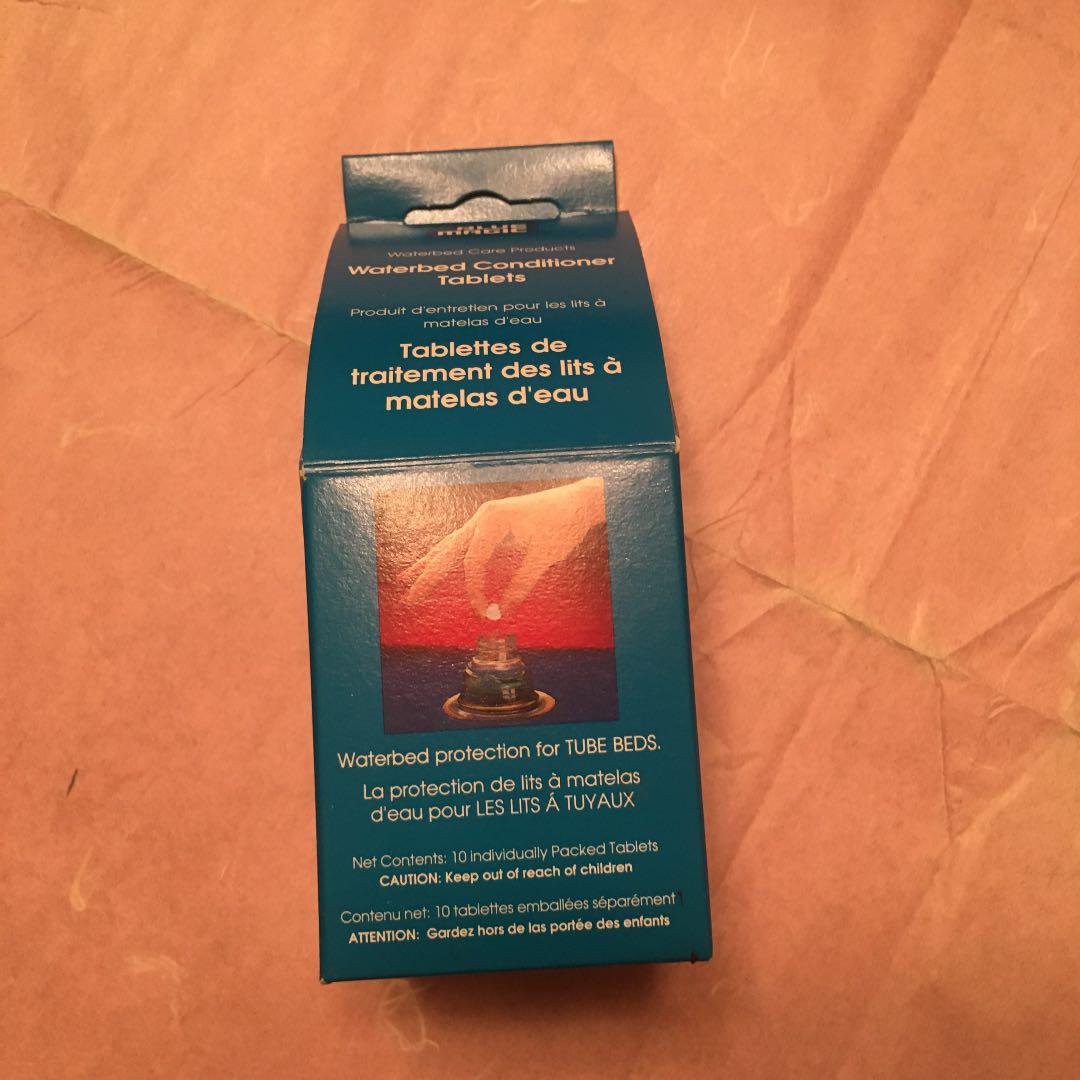 BLUE
MAGIC
Waterbed Care Products
Waterbed Conditioner
Tablets
Produit d'entretien pour les lits à
matelas d'eau
Tablettes de
traitement des lits à
matelas d'eau
Waterbed protection for TUBE BEDS.
La protection de lits à matelas
d'eau pour LES LITS Á TUYAUX
Net Contents: 10 individually Packed Tablets
CAUTION: Keep out of reach of children
Contenu net: 10 tablettes emballées séparément
ATTENTION: Gardez hors de las portée des enfants